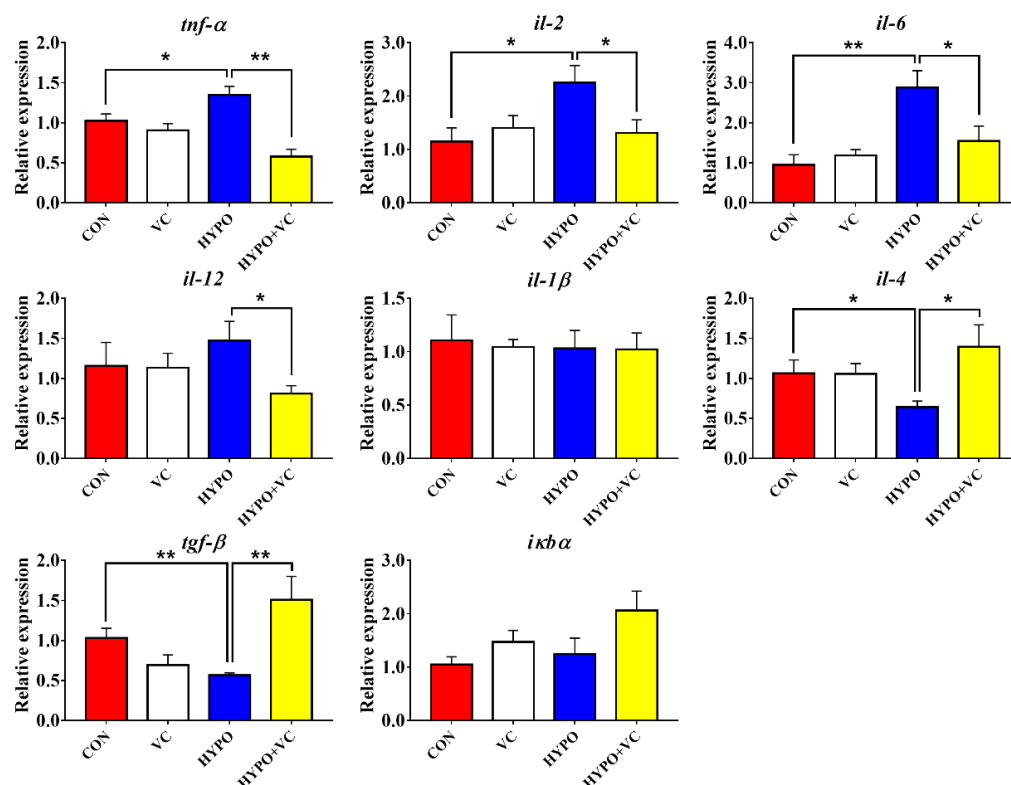 tnf-α
Relative expression
2.0
1.5
1.0
0.5
0.0
*
**
CON
VC
HYPO
HYPO+VC
il-2
Relative expression
3.0
2.0
1.0
0.0
*
*
CON
VC
HYPO
HYPO+VC
il-6
Relative expression
4.0
3.0
2.0
1.0
0.0
**
*
CON
VC
HYPO
HYPO+VC
il-12
Relative expression
2.0
1.5
1.0
0.5
0.0
*
CON
VC
HYPO
HYPO+VC
il-1β
Relative expression
1.5
1.0
0.5
0.0
CON
VC
HYPO
HYPO+VC
il-4
Relative expression
2.0
1.5
1.0
0.5
0.0
*
*
CON
VC
HYPO
HYPO+VC
tgf-β
Relative expression
2.0
1.5
1.0
0.5
0.0
**
**
CON
VC
HYPO
HYPO+VC
iκbα
Relative expression
3.0
2.0
1.0
0.0
CON
VC
HYPO
HYPO+VC